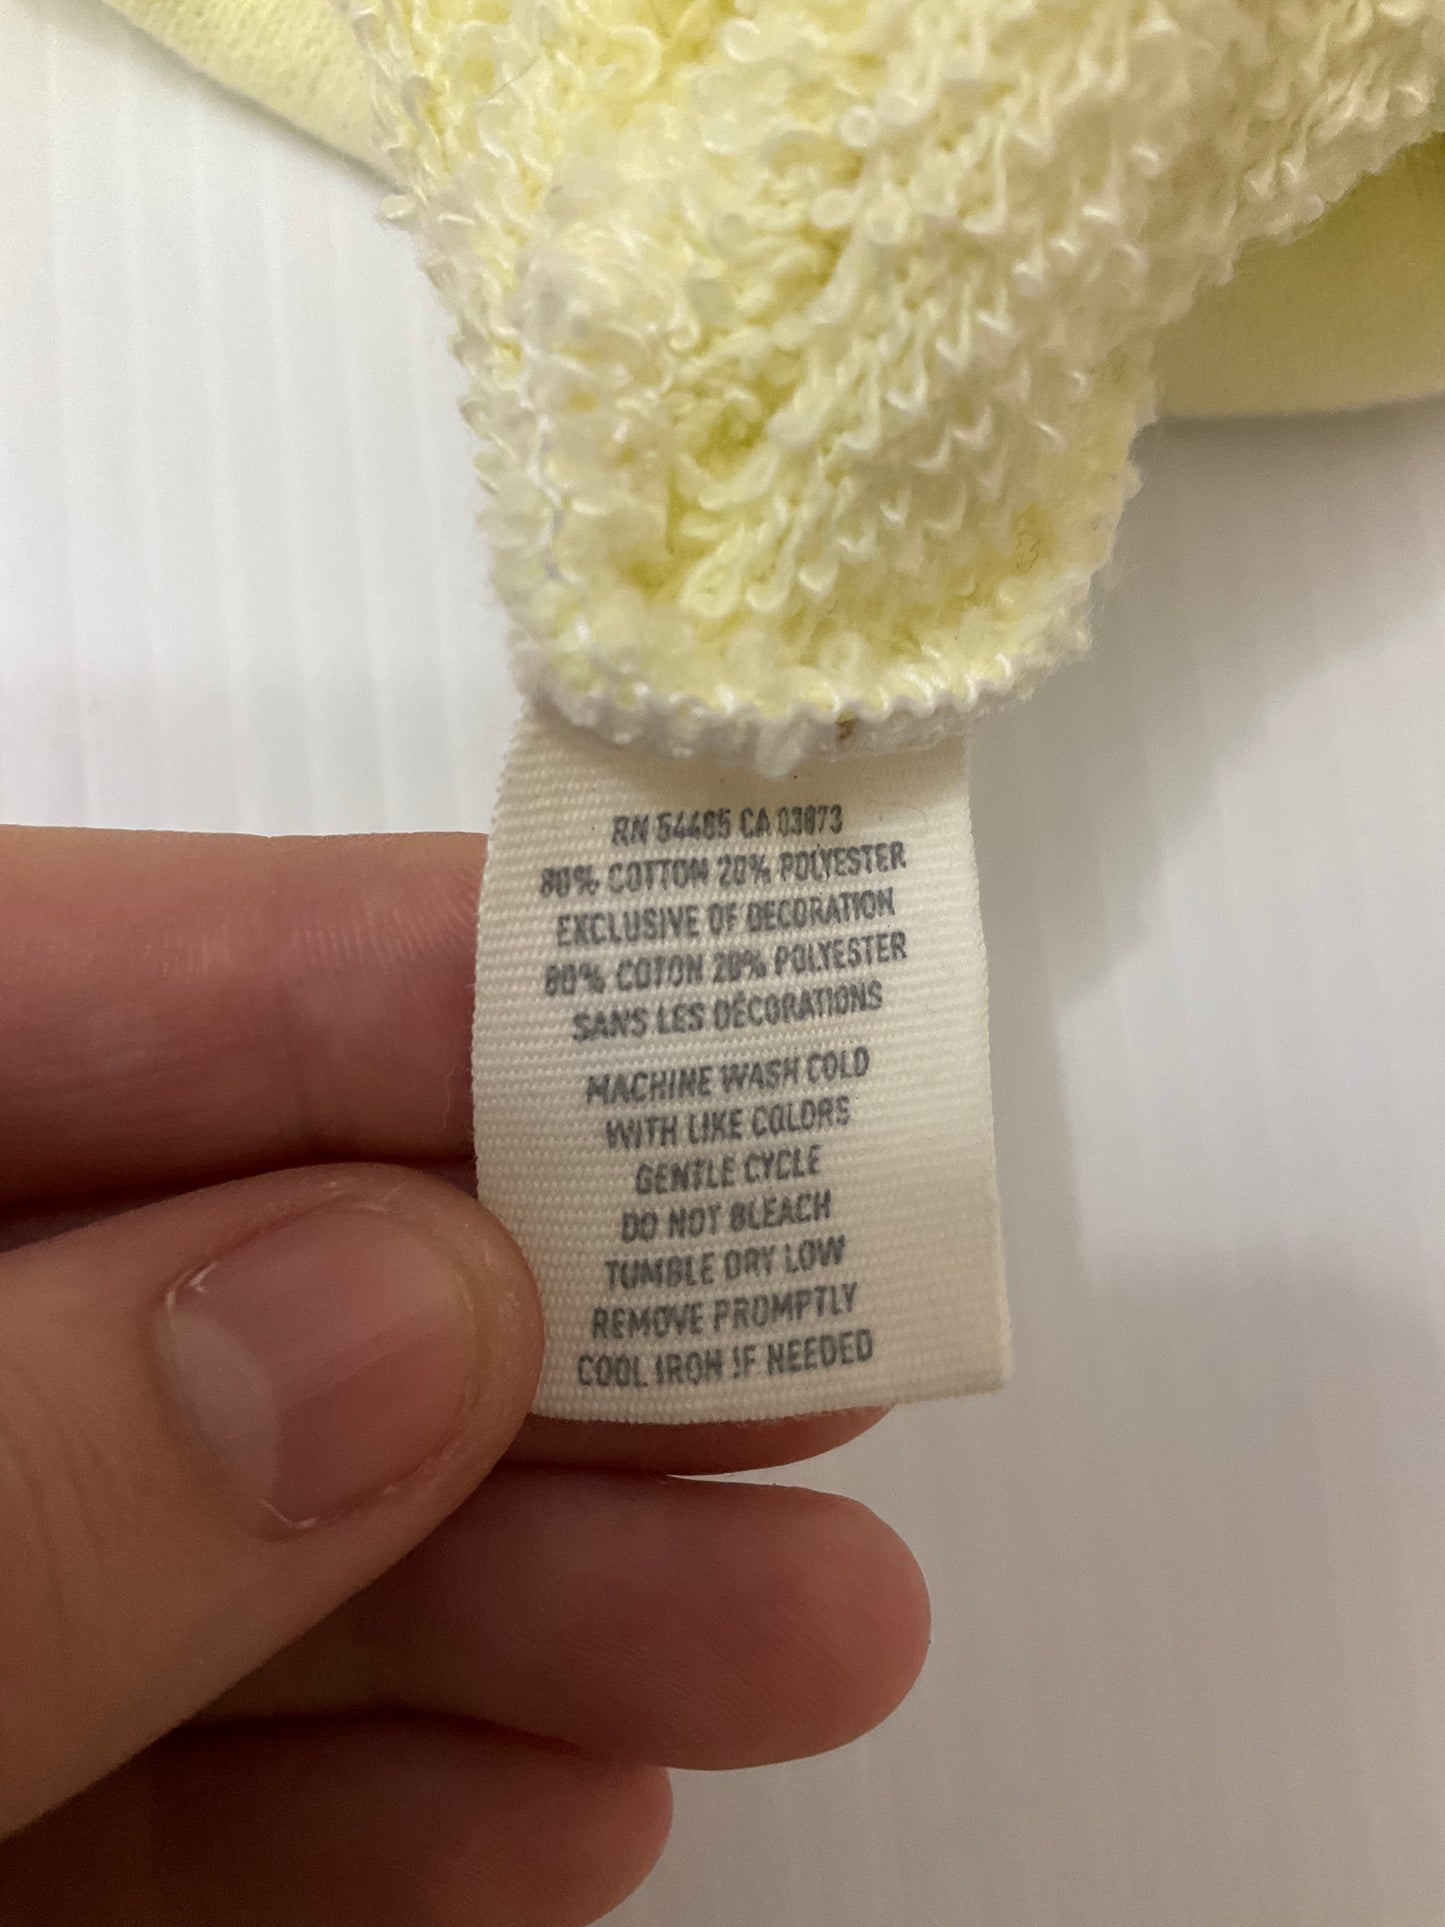 RN 54485 CA 03873
80% COTTON 20% POLYESTER
EXCLUSIVE OF DECORATION
80% COTON 20% POLYESTER
SANS LES DÉCORATIONS
MACHINE WASH COLD
WITH LIKE COLORS
GENTLE CYCLE
DO NOT BLEACH
TUMBLE DRY LOW
REMOVE PROMPTLY
COOL IRON IF NEEDED